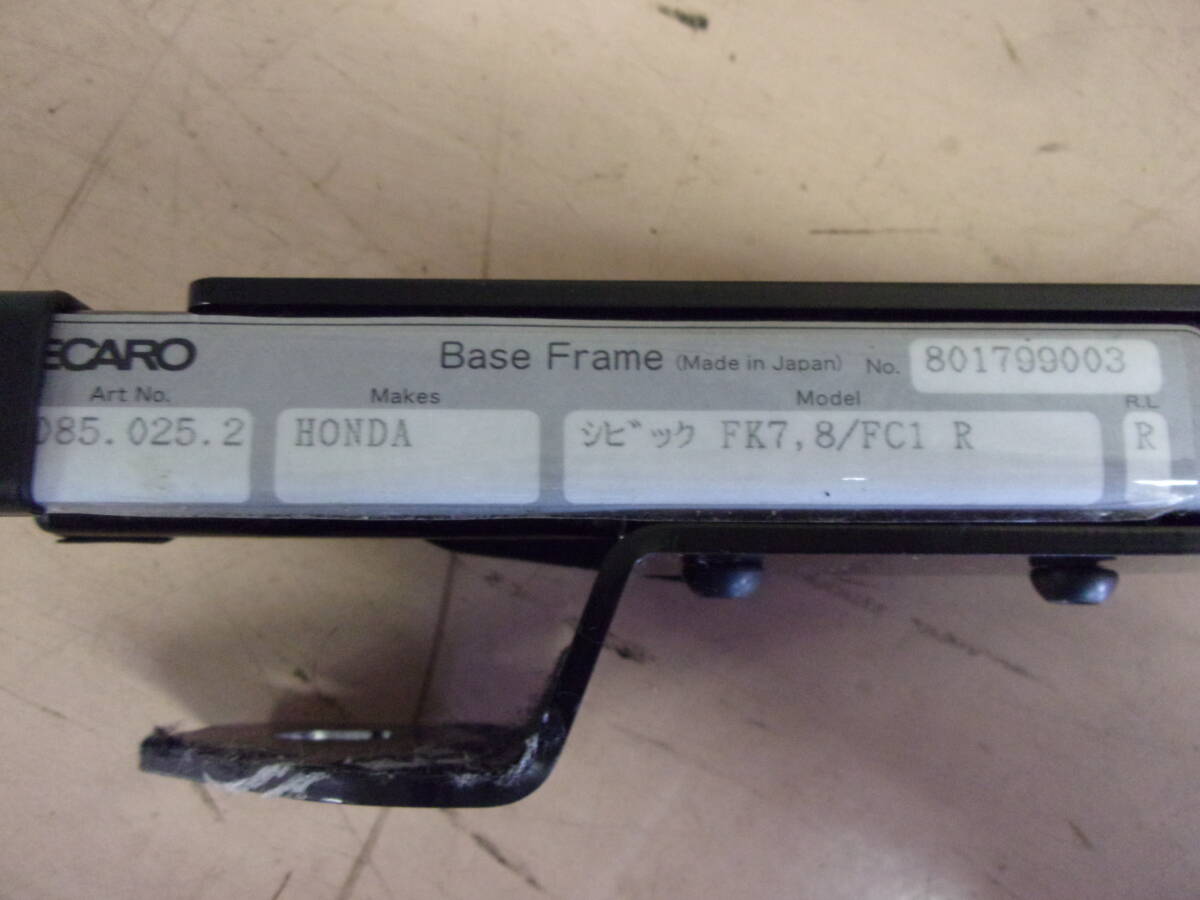 ECARO Base Frame (Made in Japan) No. 801799003
Art No. Makes Model R.L
085.025.2 HONDA シビック FK7,8/FC1 R R